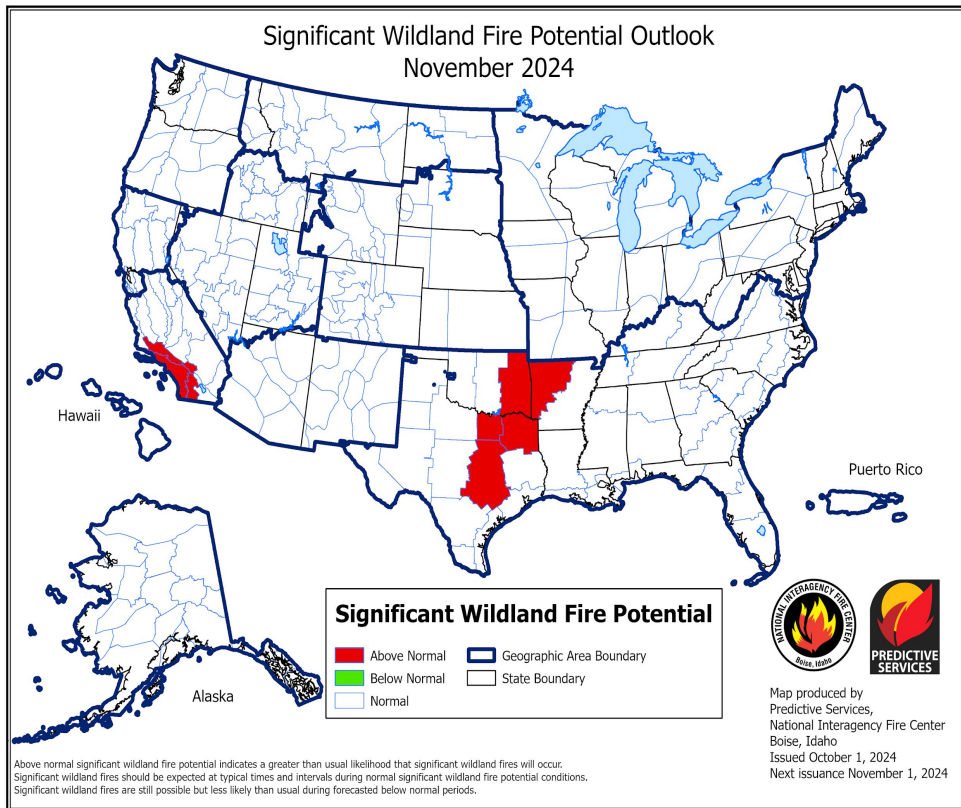 Significant Wildland Fire Potential Outlook
November 2024
Hawaii
Puerto Rico
Alaska
Significant Wildland Fire Potential
Above Normal
Below Normal
Normal
Geographic Area Boundary
State Boundary
NATIONAL INTERAGENCY FIRE CENTER
Boise, Idaho
PREDICTIVE
SERVICES
Map produced by
Predictive Services,
National Interagency Fire Center
Boise, Idaho
Issued October 1, 2024
Next issuance November 1, 2024
Above normal significant wildland fire potential indicates a greater than usual likelihood that significant wildland fires will occur.
Significant wildland fires should be expected at typical times and intervals during normal significant wildland fire potential conditions.
Significant wildland fires are still possible but less likely than usual during forecasted below normal periods.